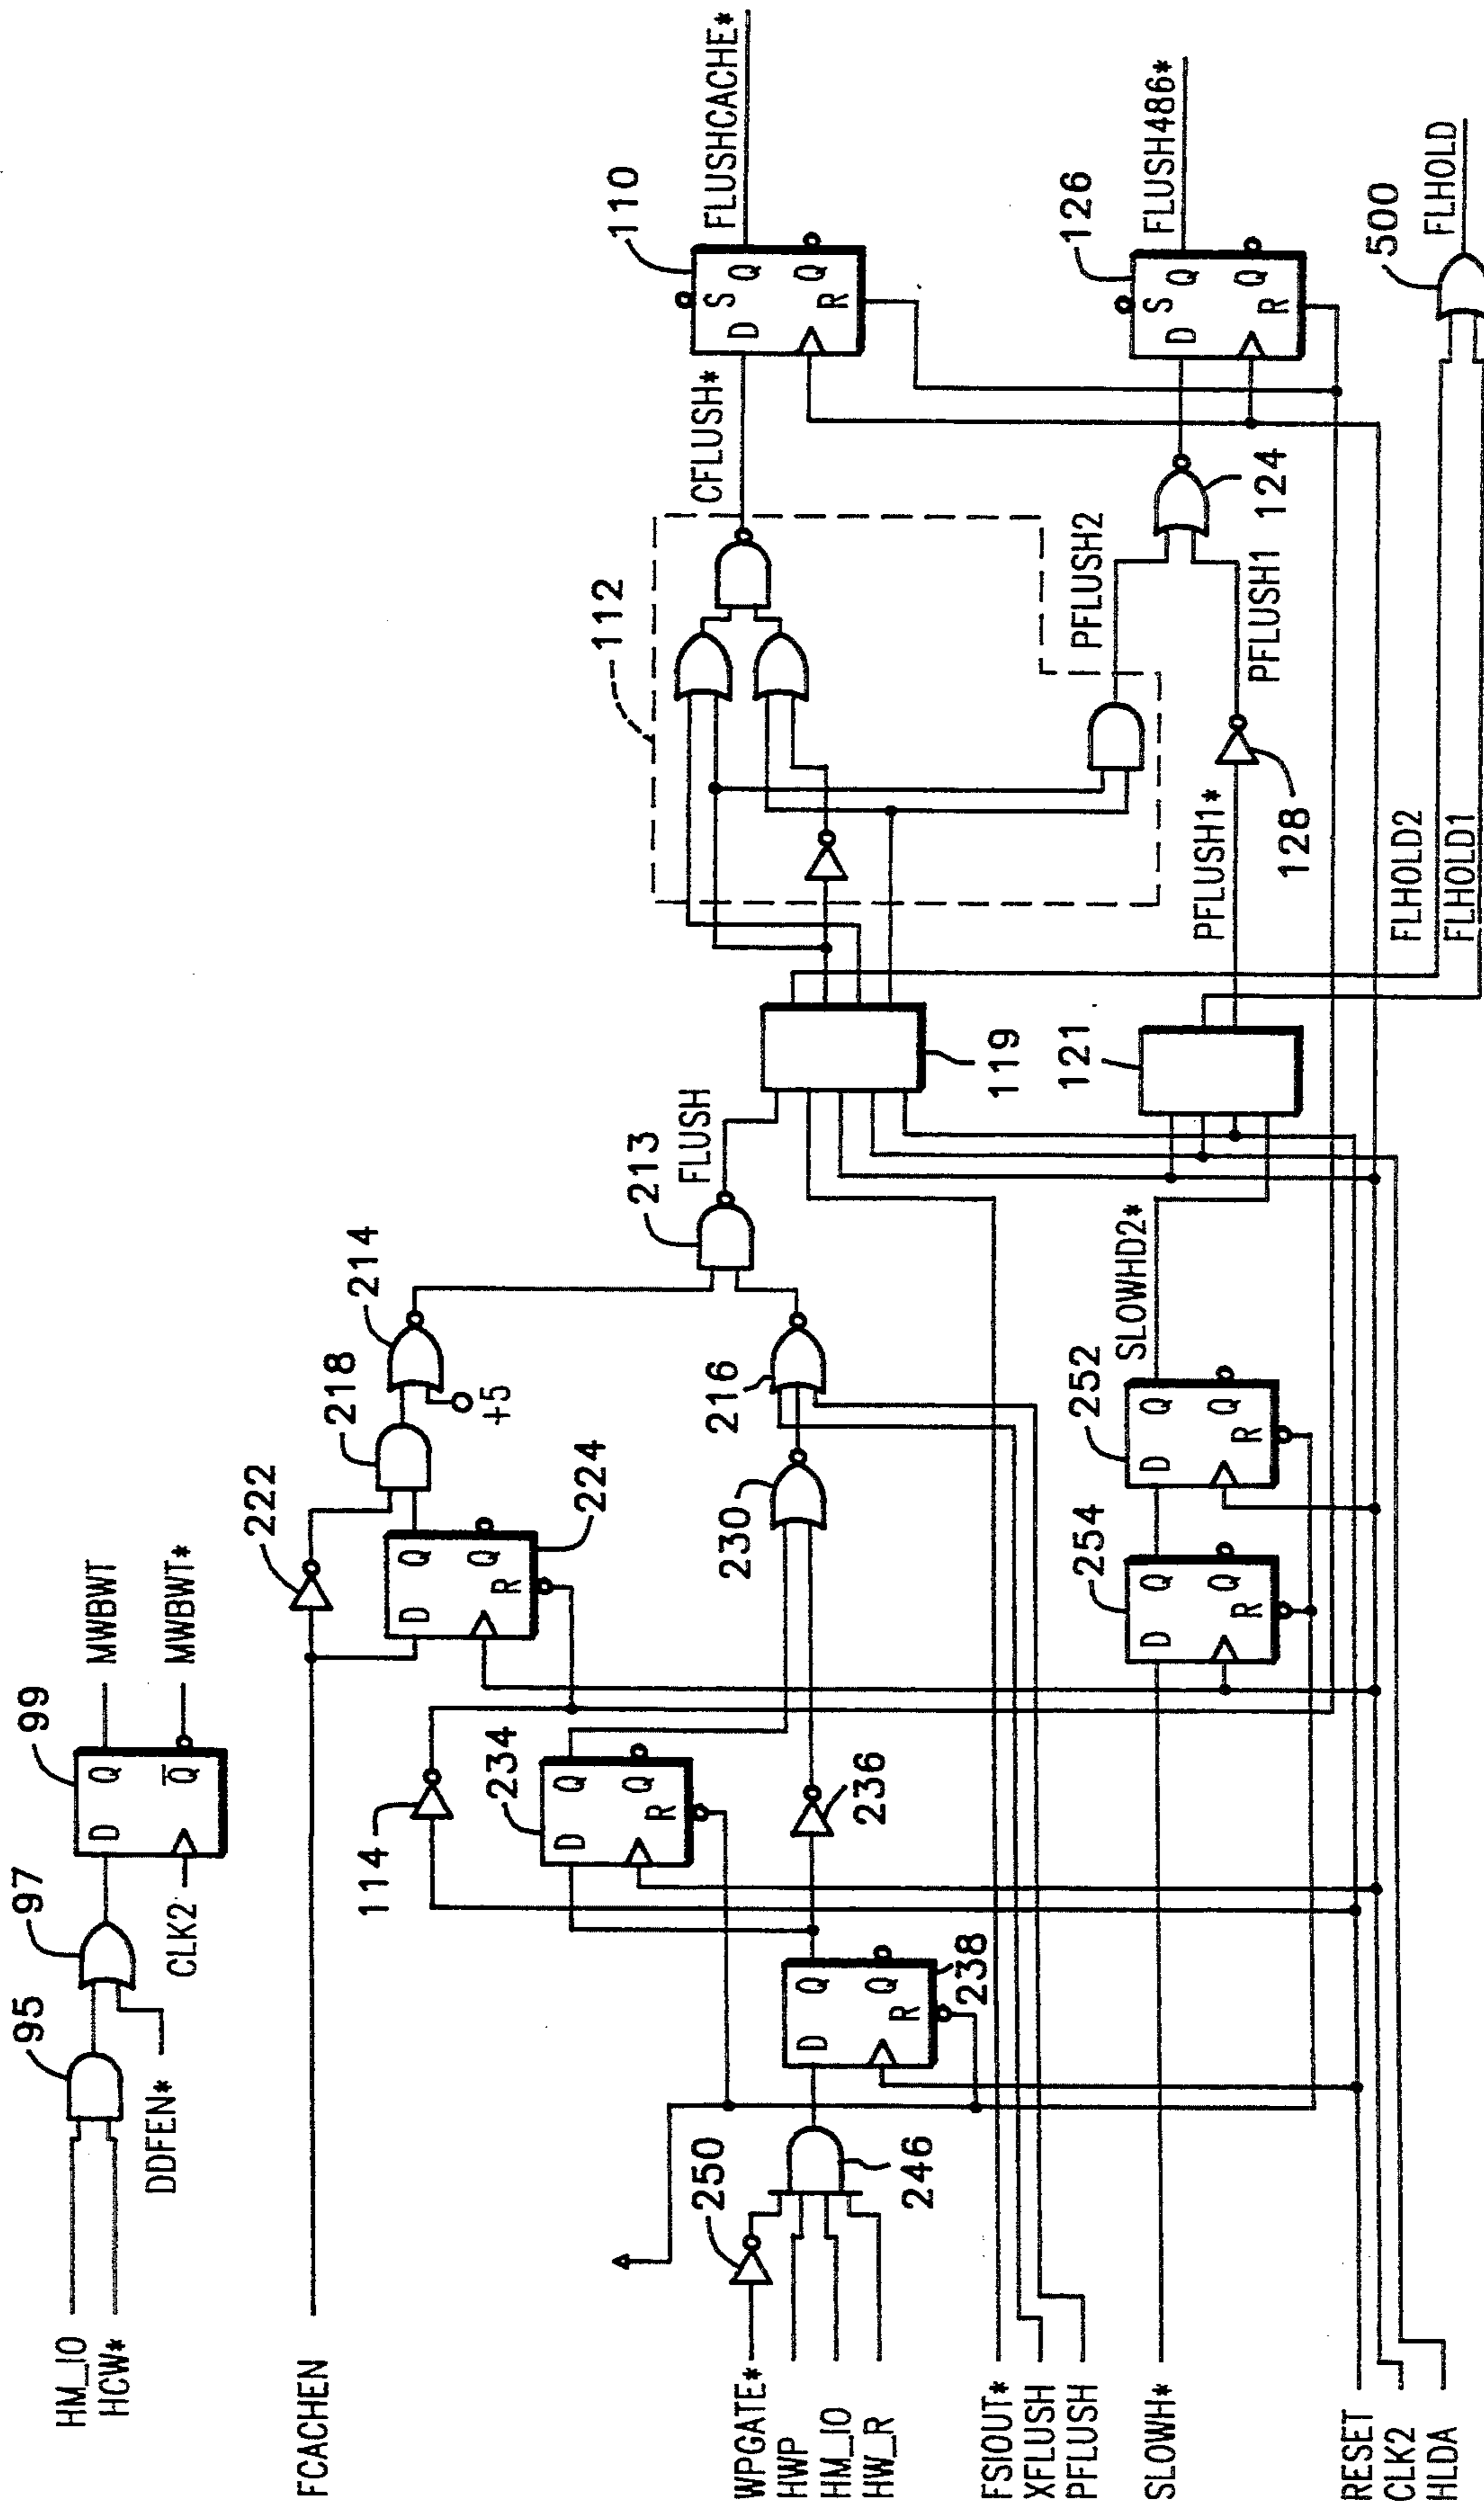 HM_IO
HCW*
95
DDFEN*
97
CLK2
99
D
Q
Q
MWBWT
MWBWT*
FCACHEN
222
D
Q
Q
R
224
218
+5
214
213
FLUSH
114
234
D
Q
Q
R
236
WPGATE*
HWP
HM_IO
HW_R
250
246
D
Q
Q
R
238
230
216
FSIOUT*
XFLUSH
PFLUSH
SLOWH*
254
D
Q
Q
R
252
D
Q
Q
R
SLOWHD2*
119
121
112
CFLUSH*
110
S
D
Q
Q
R
FLUSHCACHE*
PFLUSH2
PFLUSH1*
128
PFLUSH1
124
126
S
D
Q
Q
R
FLUSH486*
FLHOLD2
FLHOLD1
500
FLHOLD
RESET
CLK2
HLDA